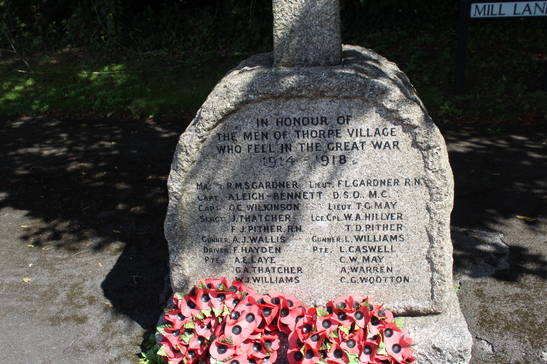 MILL LANE
IN HONOUR OF
THE MEN OF THORPE VILLAGE
WHO FELL IN THE GREAT WAR
1914 - 1918.
MAJ. R.M.S. GARDNER LIEUT. F.L. GARDNER R.N.
CAPT. A. LEIGH-BENNETT D.S.O., M.C.
CAPT. O.C. WILKINSON LIEUT T.G. MAY
SERGT. J. THATCHER LCE. CPL. W.A. HILLYER
F.J. PITHER R.N. T.D. PITHER
GUNNER A.J. WALLIS GUNNER L. WILLIAMS
DRIVER F. HAYDEN PTE. L. CASWELL
PTE. A.E. LAYE C.W. MAY
G.A. THATCHER A. WARREN
W.J. WILLIAMS C.G. WOOTTON